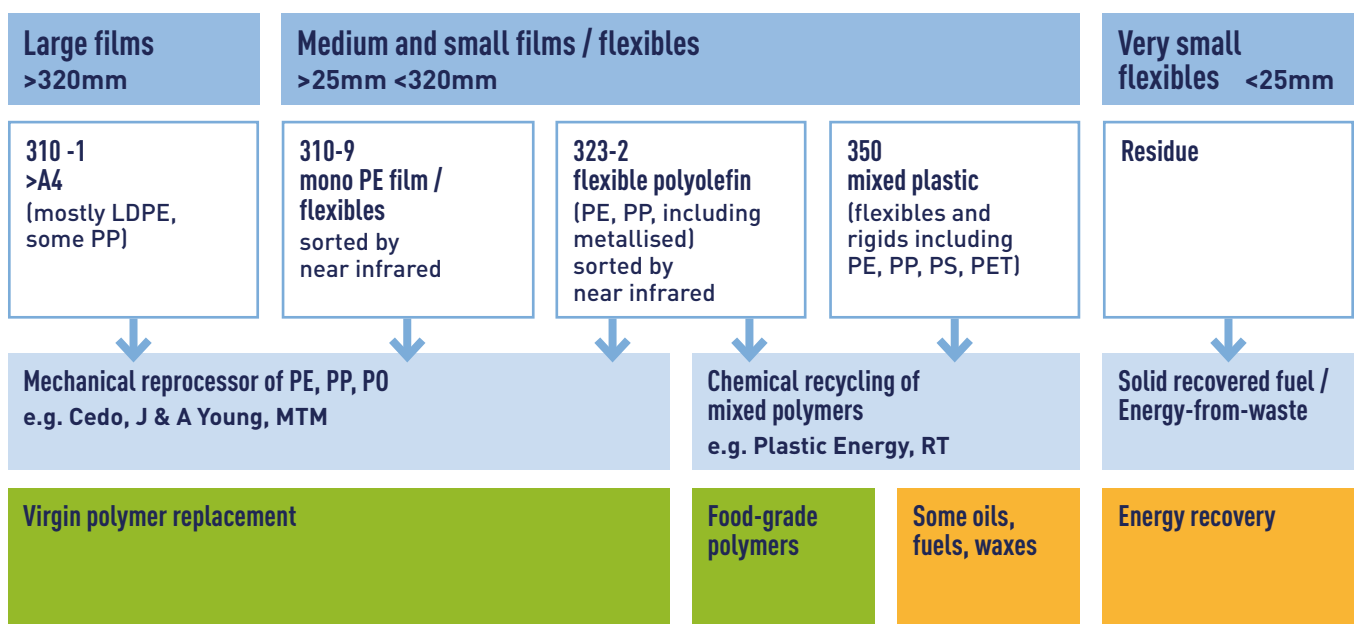 Large films
>320mm
Medium and small films / flexibles
>25mm <320mm
Very small
flexibles <25mm
310 -1
>A4
(mostly LDPE,
some PP)
310-9
mono PE film /
flexibles
sorted by
near infrared
323-2
flexible polyolefin
(PE, PP, including
metallised)
sorted by
near infrared
350
mixed plastic
(flexibles and
rigids including
PE, PP, PS, PET)
Residue
Mechanical reprocessor of PE, PP, PO
e.g. Cedo, J & A Young, MTM
Chemical recycling of
mixed polymers
e.g. Plastic Energy, RT
Solid recovered fuel /
Energy-from-waste
Virgin polymer replacement
Food-grade
polymers
Some oils,
fuels, waxes
Energy recovery